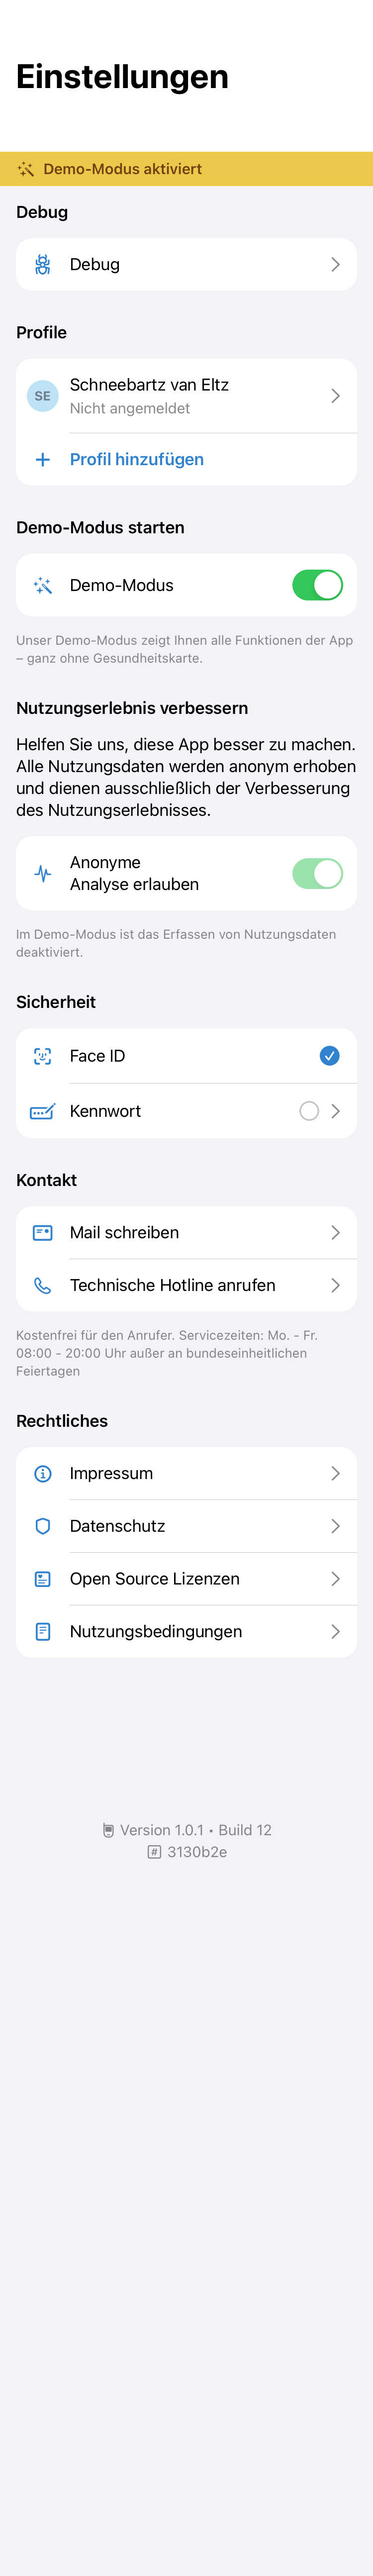 Einstellungen
Demo-Modus aktiviert
Debug
Debug
Profile
SE
Schneebartz van Eltz
Nicht angemeldet
Profil hinzufügen
Demo-Modus starten
Demo-Modus
Unser Demo-Modus zeigt Ihnen alle Funktionen der App
– ganz ohne Gesundheitskarte.
Nutzungserlebnis verbessern
Helfen Sie uns, diese App besser zu machen.
Alle Nutzungsdaten werden anonym erhoben
und dienen ausschließlich der Verbesserung
des Nutzungserlebnisses.
Anonyme
Analyse erlauben
Im Demo-Modus ist das Erfassen von Nutzungsdaten
deaktiviert.
Sicherheit
Face ID
Kennwort
Kontakt
Mail schreiben
Technische Hotline anrufen
Kostenfrei für den Anrufer. Servicezeiten: Mo. - Fr.
08:00 - 20:00 Uhr außer an bundeseinheitlichen
Feiertagen
Rechtliches
Impressum
Datenschutz
Open Source Lizenzen
Nutzungsbedingungen
Version 1.0.1 • Build 12
# 3130b2e